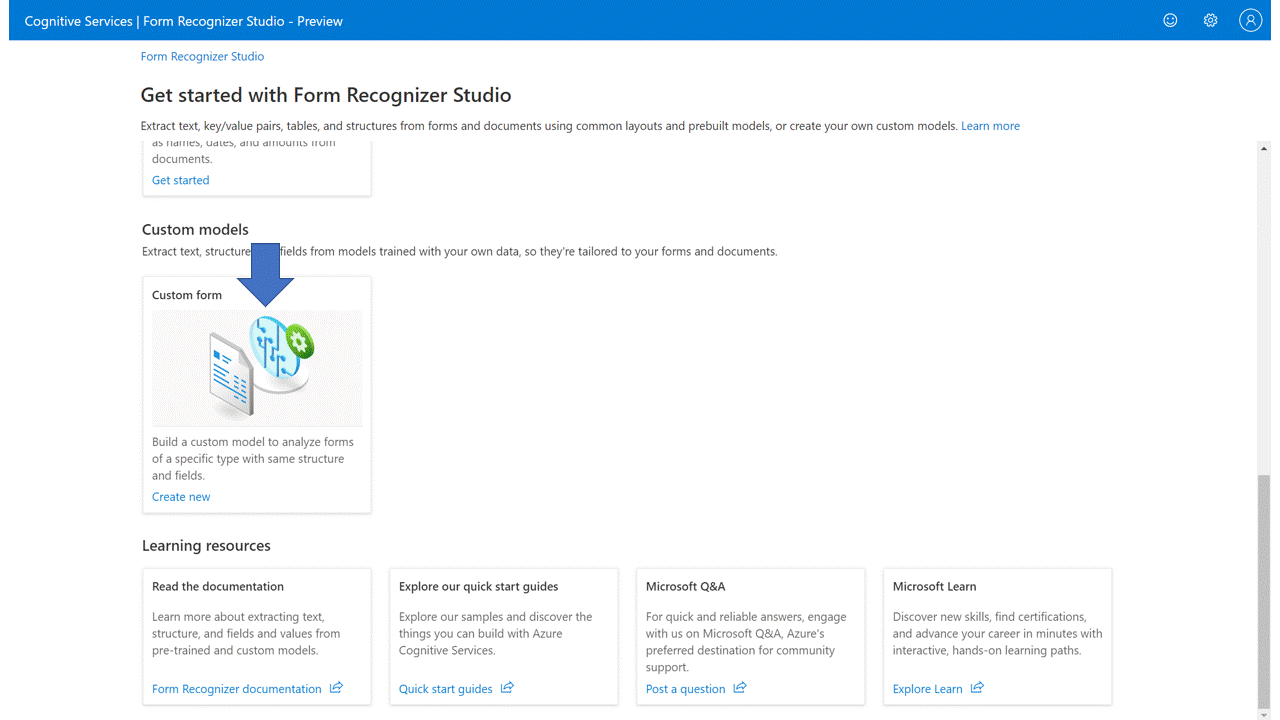 Cognitive Services | Form Recognizer Studio - Preview
Form Recognizer Studio
Get started with Form Recognizer Studio
Extract text, key/value pairs, tables, and structures from forms and documents using common layouts and prebuilt models, or create your own custom models. Learn more
as names, dates, and amounts from
documents.
Get started
Custom models
Extract text, structure fields from models trained with your own data, so they're tailored to your forms and documents.
Custom form
Build a custom model to analyze forms
of a specific type with same structure
and fields.
Create new
Learning resources
Read the documentation
Learn more about extracting text,
structure, and fields and values from
pre-trained and custom models.
Form Recognizer documentation
Explore our quick start guides
Explore our samples and discover the
things you can build with Azure
Cognitive Services.
Quick start guides
Microsoft Q&A
For quick and reliable answers, engage
with us on Microsoft Q&A, Azure's
preferred destination for community
support.
Post a question
Microsoft Learn
Discover new skills, find certifications,
and advance your career in minutes with
interactive, hands-on learning paths.
Explore Learn